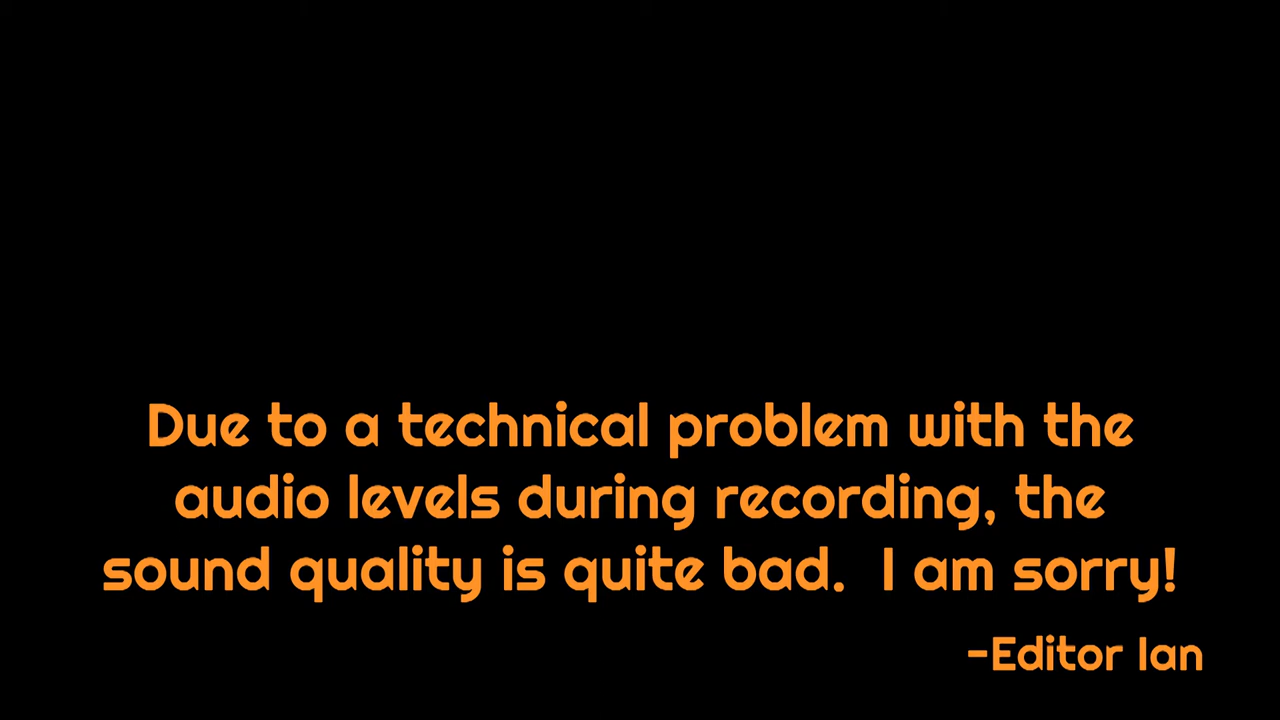 Due to a technical problem with the
audio levels during recording, the
sound quality is quite bad.  I am sorry!
-Editor Ian